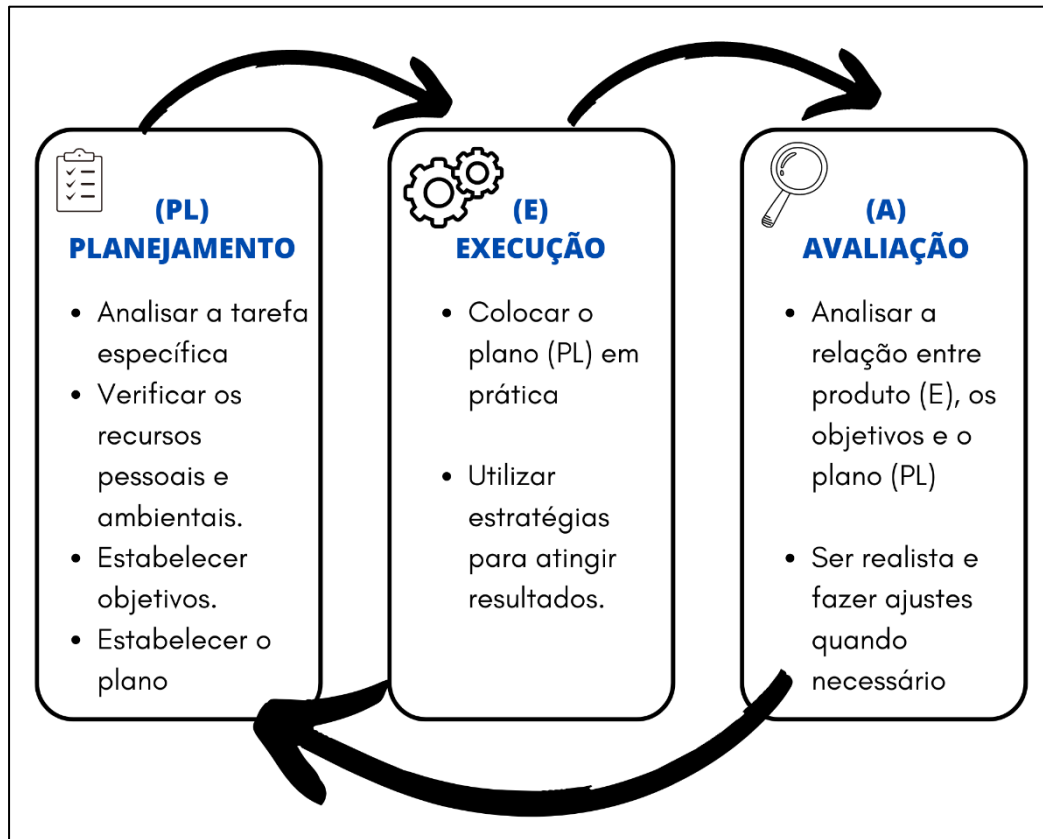 (PL)
PLANEJAMENTO
• Analisar a tarefa
específica
• Verificar os
recursos
pessoais e
ambientais.
• Estabelecer
objetivos.
• Estabelecer o
plano
(E)
EXECUÇÃO
• Colocar o
plano (PL) em
prática
• Utilizar
estratégias
para atingir
resultados.
(A)
AVALIAÇÃO
• Analisar a
relação entre
produto (E), os
objetivos e o
plano (PL)
• Ser realista e
fazer ajustes
quando
necessário